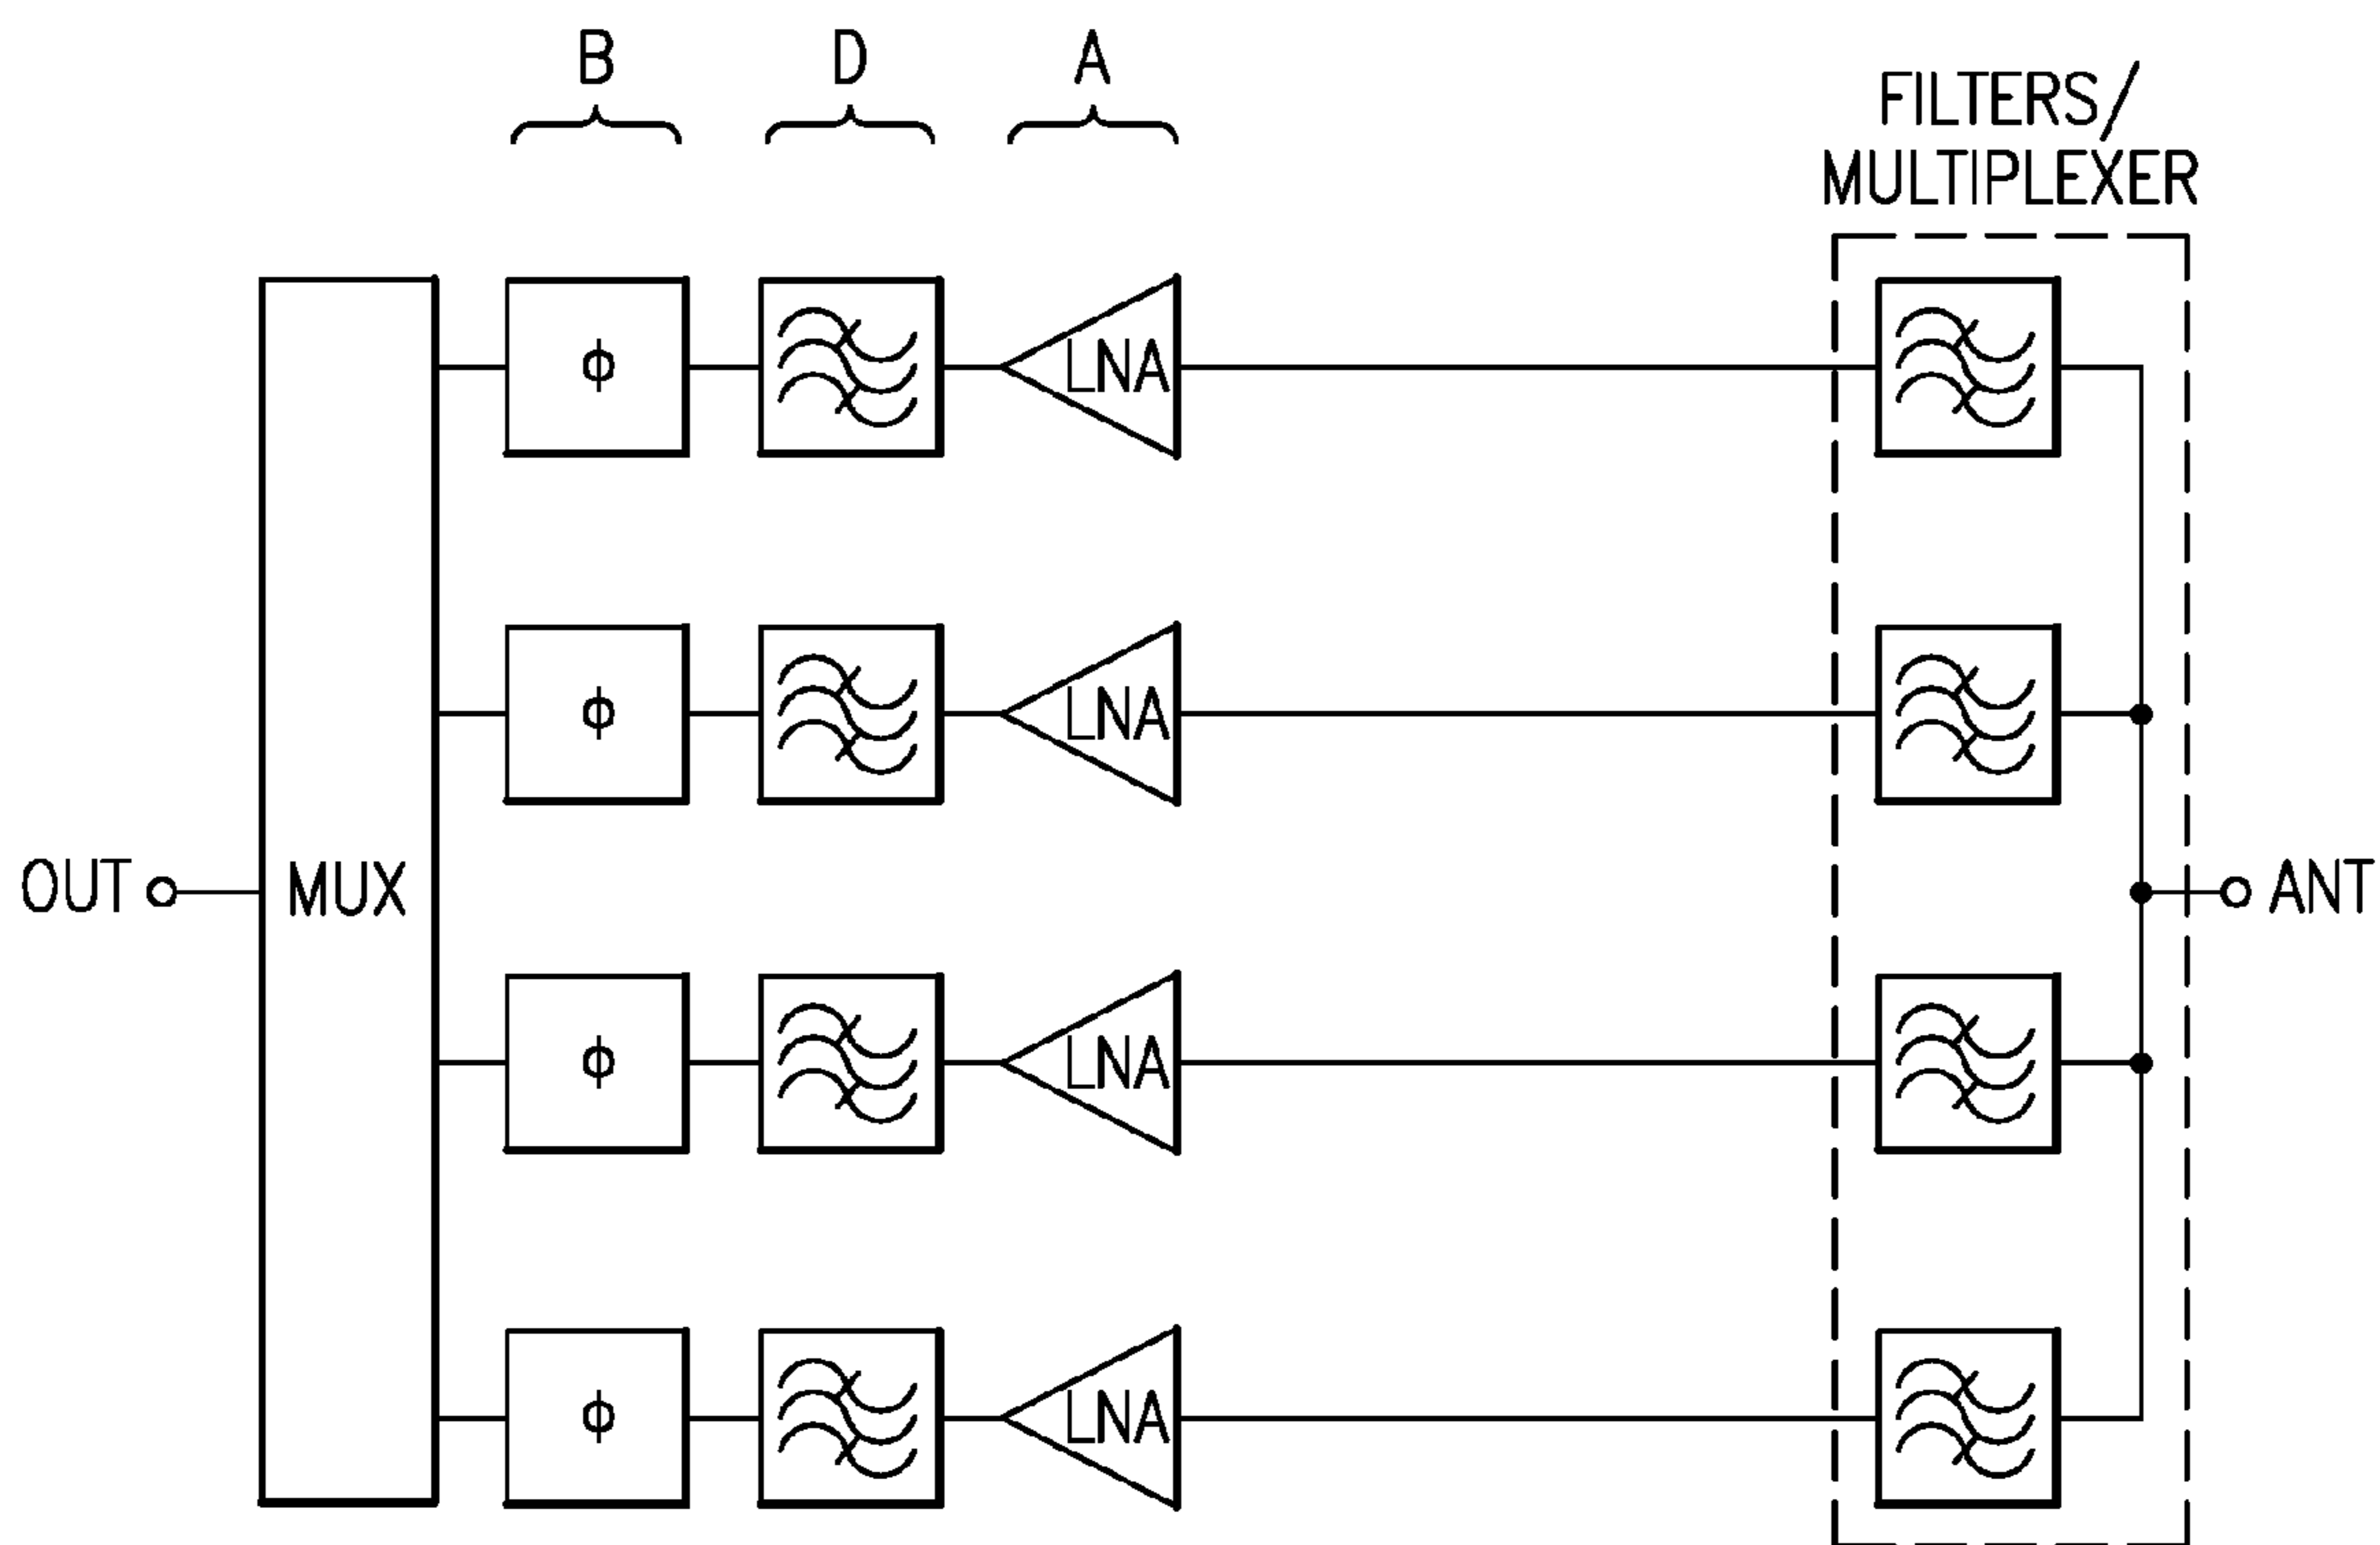 B D A
FILTERS/
MULTIPLEXER
ϕ LNA
ϕ LNA
OUT MUX ANT
ϕ LNA
ϕ LNA